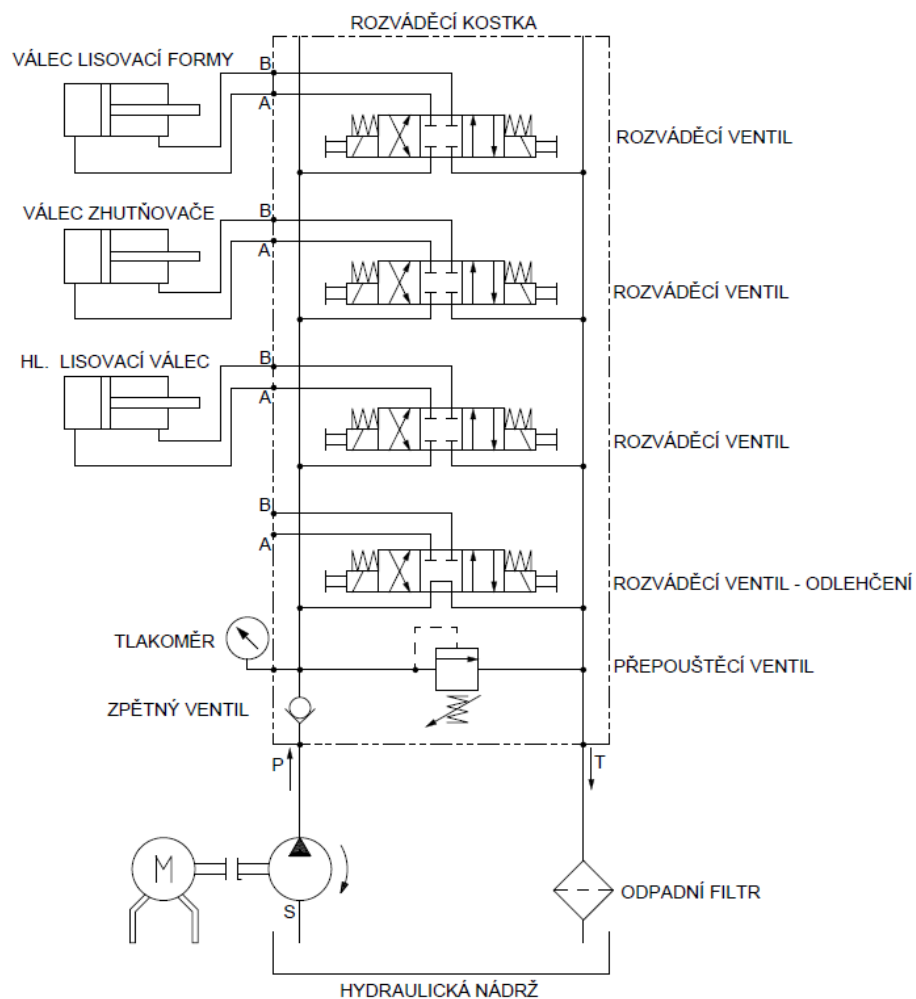 ROZVÁDĚCÍ KOSTKA
VÁLEC LISOVACÍ FORMY
B
A
ROZVÁDĚCÍ VENTIL
VÁLEC ZHUTŇOVAČE
B
A
ROZVÁDĚCÍ VENTIL
HL. LISOVACÍ VÁLEC
B
A
ROZVÁDĚCÍ VENTIL
B
A
ROZVÁDĚCÍ VENTIL - ODLEHČENÍ
TLAKOMĚR
PŘEPOUŠTĚCÍ VENTIL
ZPĚTNÝ VENTIL
P
T
M
S
ODPADNÍ FILTR
HYDRAULICKÁ NÁDRŽ